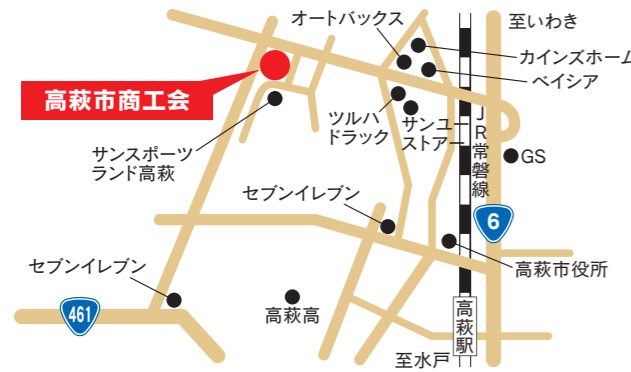 オートバックス
至いわき
カインズホーム
ベイシア
高萩市商工会
サンスポーツ
ランド高萩
ツルハ
ドラック
サンユー
ストアー
JR常磐線
GS
セブンイレブン
6
高萩市役所
セブンイレブン
461
高萩高
高萩駅
至水戸